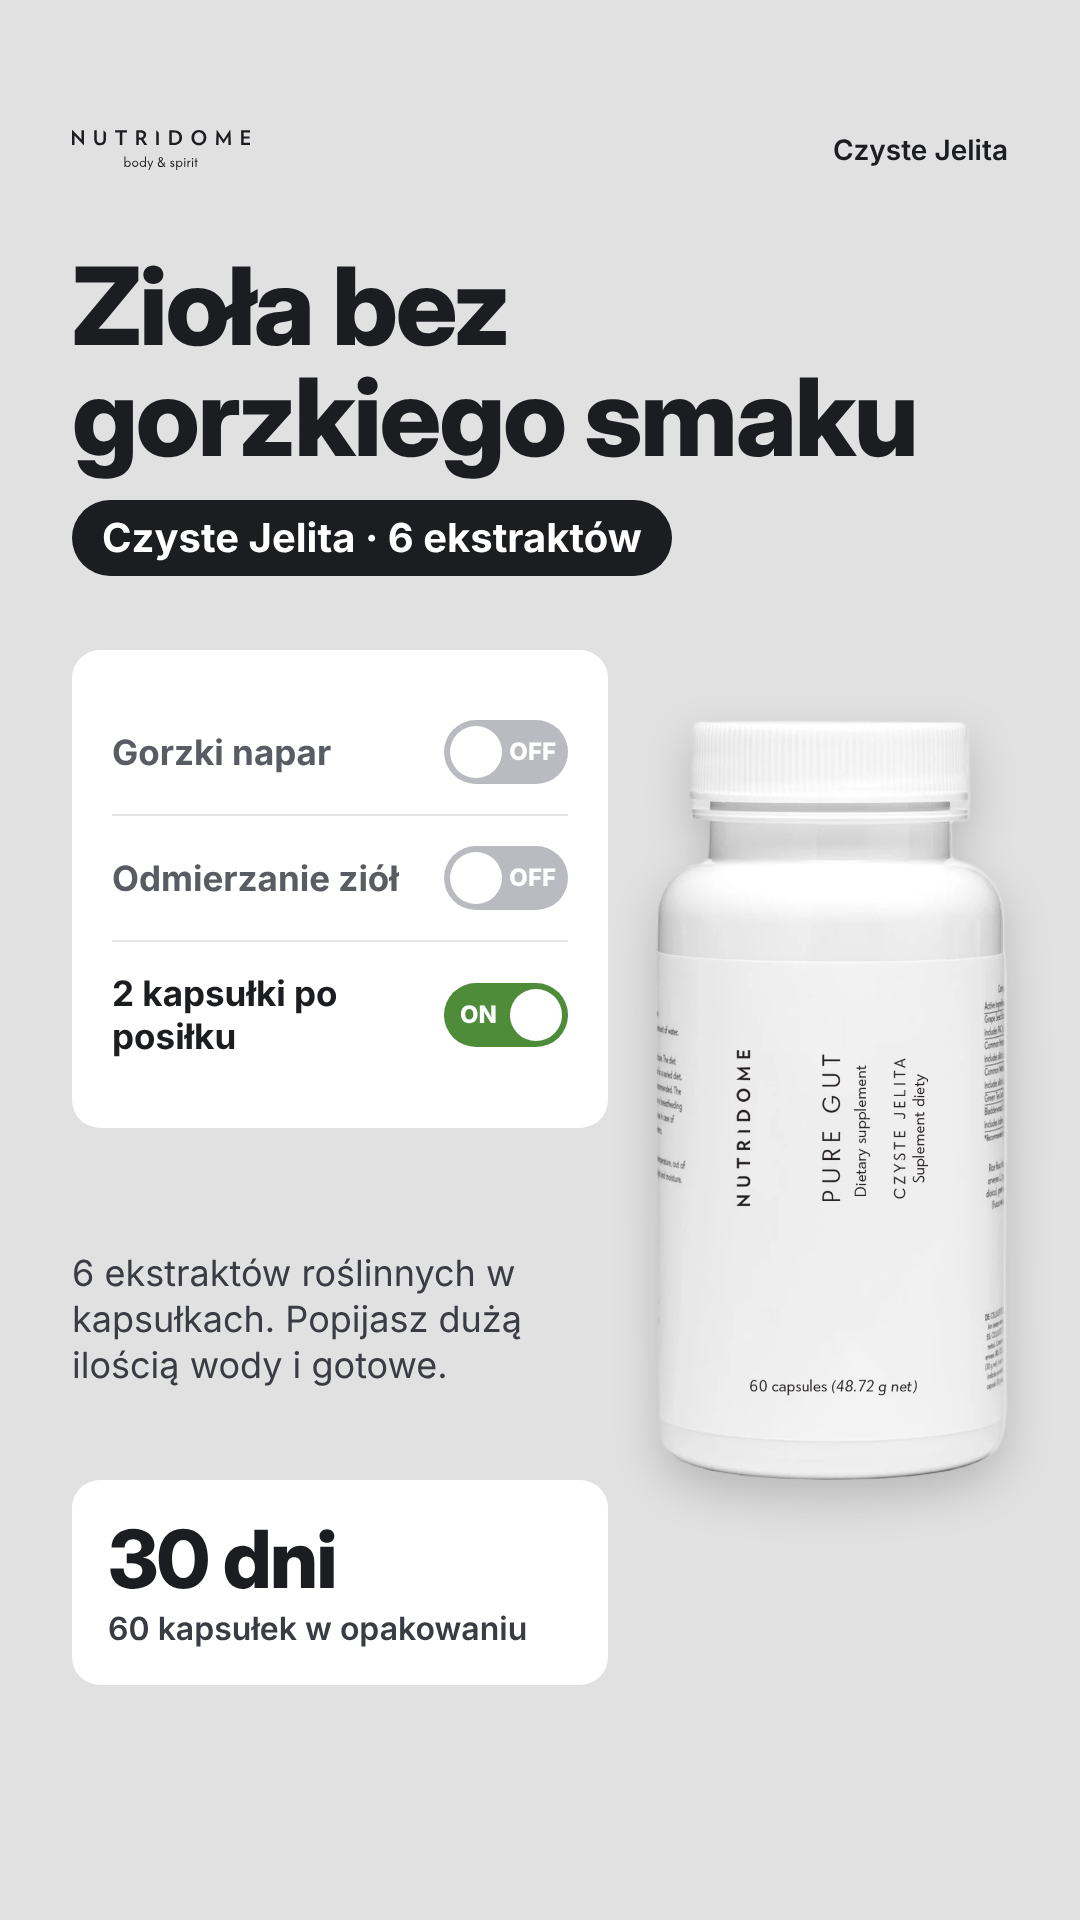 NUTRIDOME
body & spirit
Czyste Jelita
Zioła bez
gorzkiego smaku
Czyste Jelita · 6 ekstraktów
Gorzki napar
OFF
Odmierzanie ziół
OFF
2 kapsułki po
posiłku
ON
NUTRIDOME
PURE GUT
Dietary supplement
CZYSTE JELITA
Suplement diety
60 capsules (48.72 g net)
6 ekstraktów roślinnych w
kapsułkach. Popijasz dużą
ilością wody i gotowe.
30 dni
60 kapsułek w opakowaniu